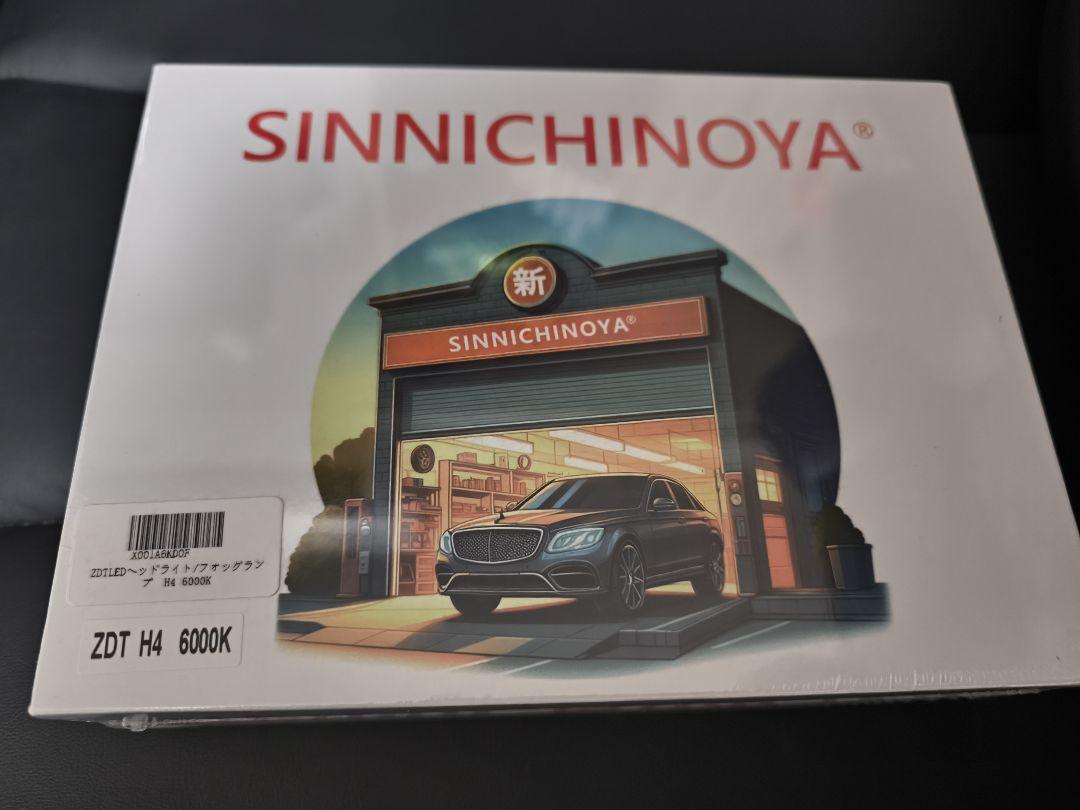 SINNICHINOYA®
新
SINNICHINOYA®
X001A6KD0F
ZDTLEDヘッドライト/フォッグラン
プ H4 6000K
ZDT H4 6000K